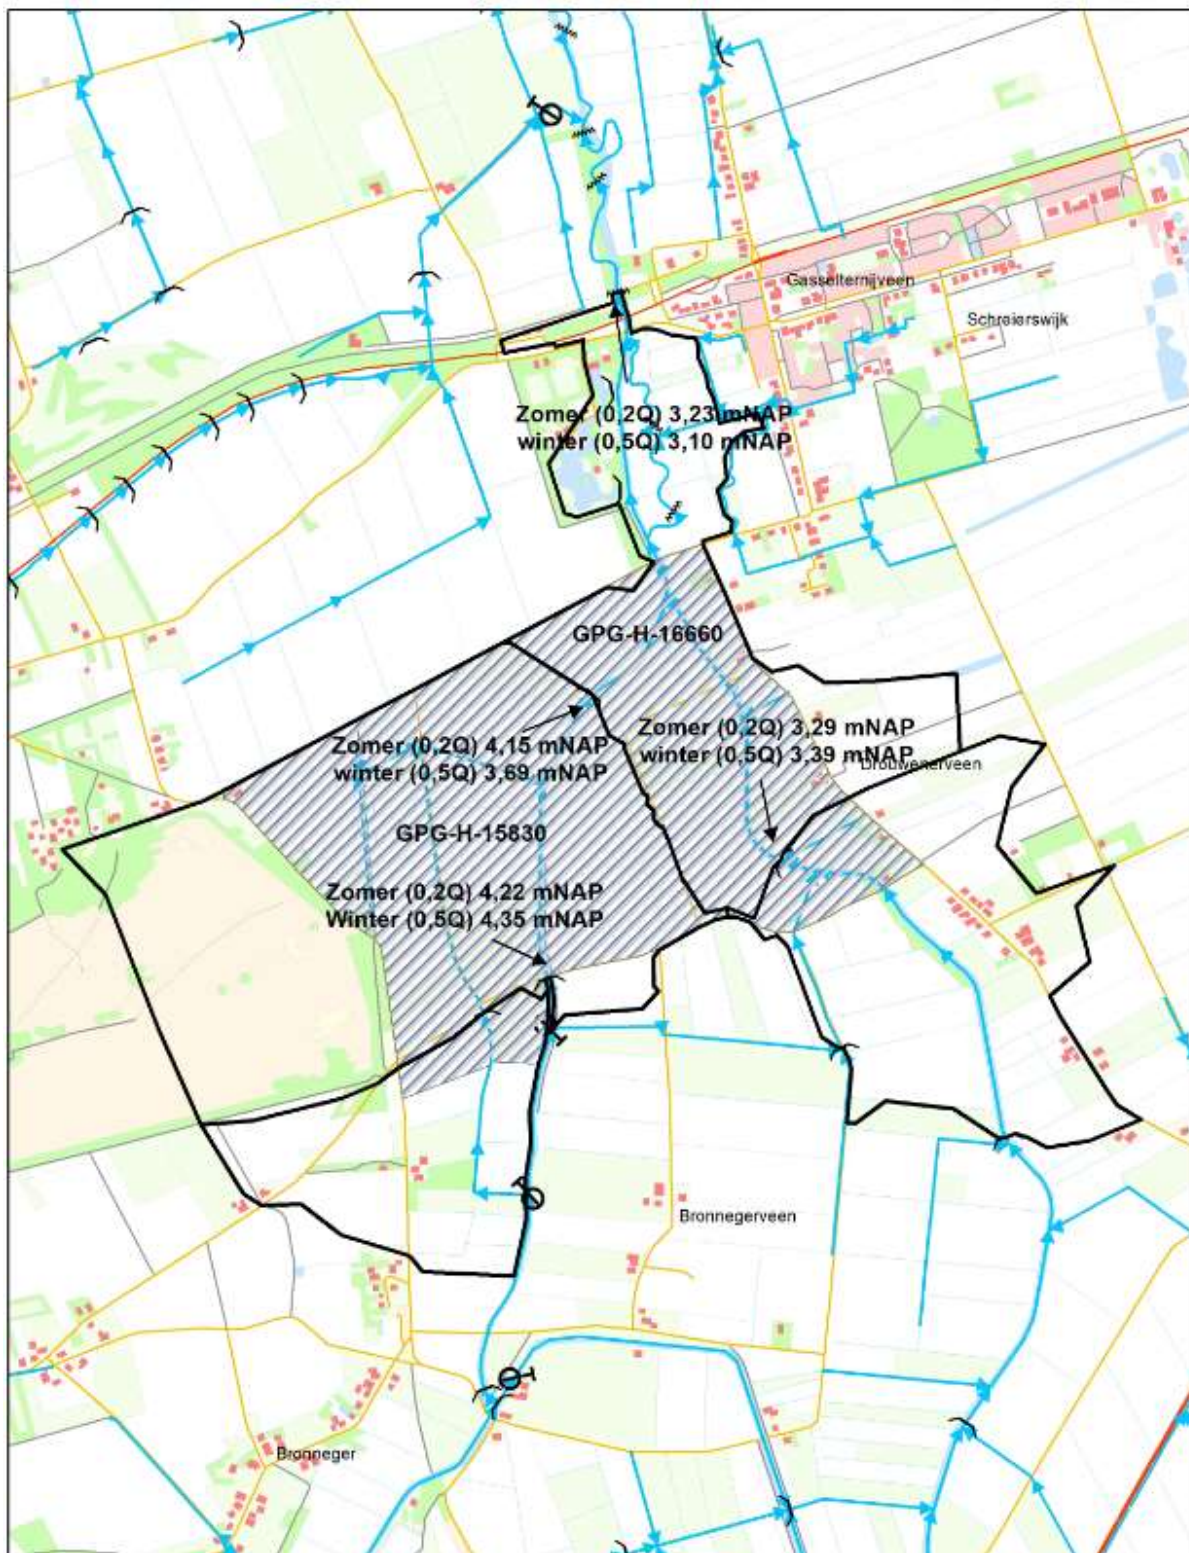 Gasselternijveen
Schreierswijk
Zomer (0,2Q) 3,23 mNAP
winter (0,5Q) 3,10 mNAP
GPG-H-16660
Zomer (0,2Q) 4,15 mNAP
winter (0,5Q) 3,69 mNAP
Zomer (0,2Q) 3,29 mNAP
winter (0,5Q) 3,39 mNAP
Drouwenerveen
GPG-H-15830
Zomer (0,2Q) 4,22 mNAP
Winter (0,5Q) 4,35 mNAP
Bronnegerveen
Bronneger